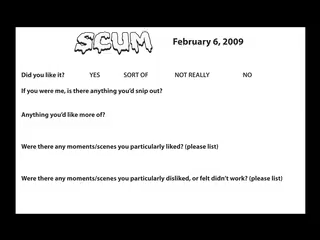 SCUM February 6, 2009
Did you like it? YES SORT OF NOT REALLY NO
If you were me, is there anything you'd snip out?
Anything you'd like more of?
Were there any moments/scenes you particularly liked? (please list)
Were there any moments/scenes you particularly disliked, or felt didn't work? (please list)